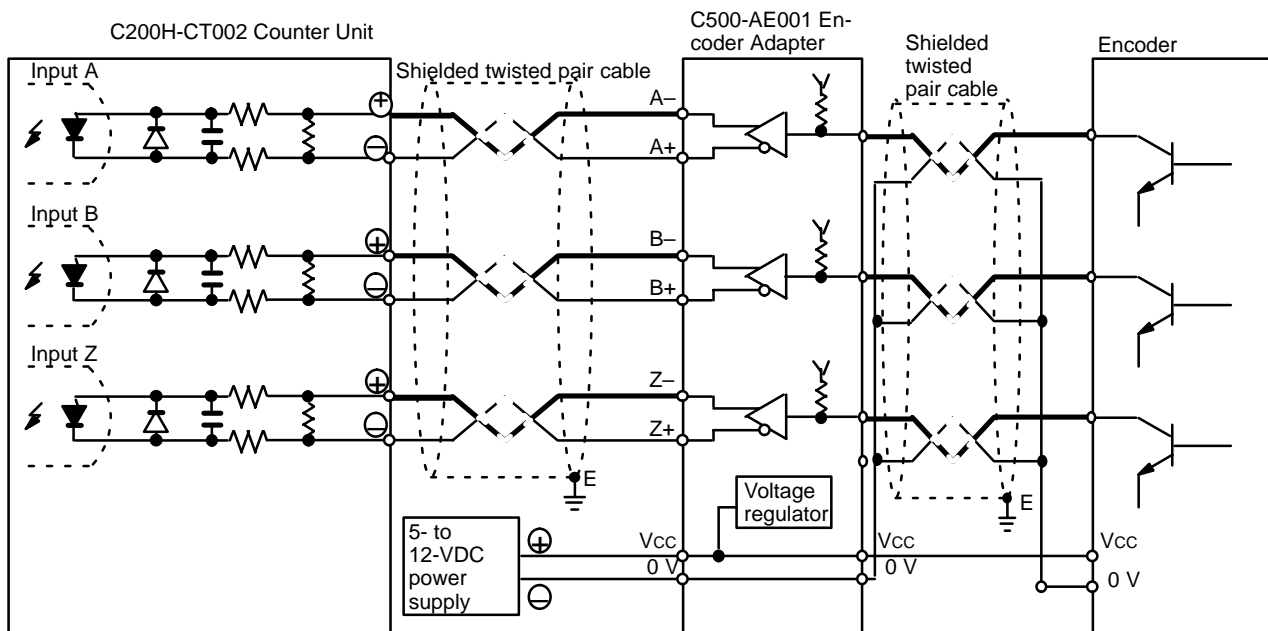 C200H-CT002 Counter Unit
C500-AE001 En-
coder Adapter
Shielded
twisted
pair cable
Encoder
Input A
Shielded twisted pair cable
+
−
A–
A+
Input B
+
−
B–
B+
Input Z
+
−
Z–
Z+
E
E
Voltage
regulator
5- to
12-VDC
power
supply
+
−
VCC
0 V
VCC
0 V
VCC
0 V